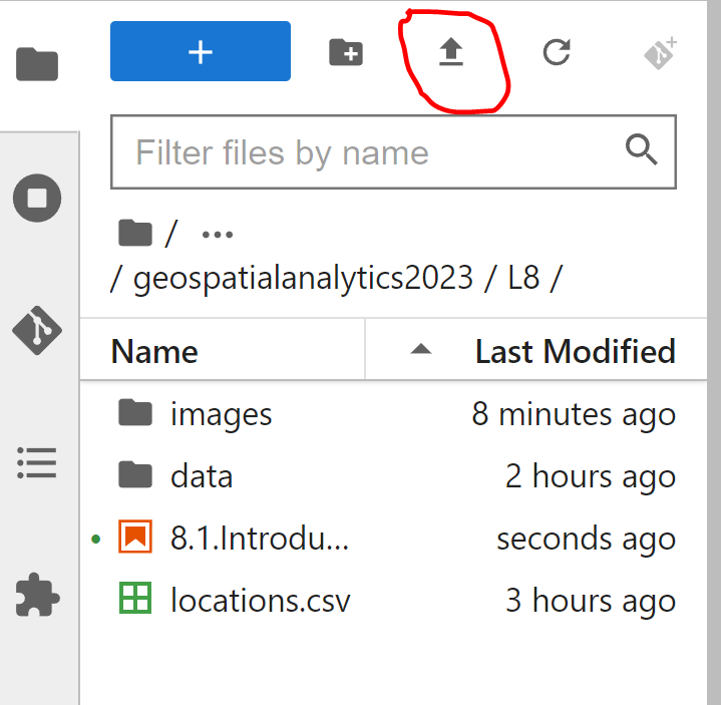 Filter files by name
/ ...
/ geospatialanalytics2023 / L8 /
Name Last Modified
images 8 minutes ago
data 2 hours ago
8.1.Introdu... seconds ago
locations.csv 3 hours ago